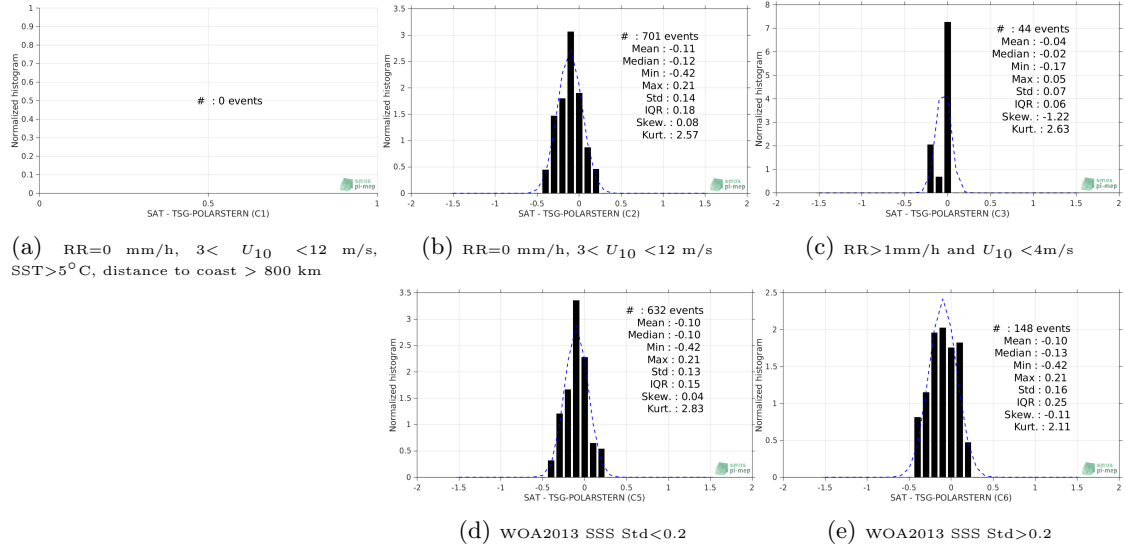 1
0.9
0.8
0.7
0.6
0.5
0.4
0.3
0.2
0.1
0
Normalized histogram
# : 0 events
0
0.5
1
SAT - TSG-POLARSTERN (C1)
smos
pi-mep
(a) RR=0 mm/h, 3< U10 <12 m/s,
SST>5°C, distance to coast > 800 km
3.5
3
2.5
2
1.5
1
0.5
0
Normalized histogram
# : 701 events
Mean : -0.11
Median : -0.12
Min : -0.42
Max : 0.21
Std : 0.14
IQR : 0.18
Skew. : 0.08
Kurt. : 2.57
-2 -1.5 -1 -0.5 0 0.5 1 1.5 2
SAT - TSG-POLARSTERN (C2)
smos
pi-mep
(b) RR=0 mm/h, 3< U10 <12 m/s
8
7
6
5
4
3
2
1
0
Normalized histogram
# : 44 events
Mean : -0.04
Median : -0.02
Min : -0.17
Max : 0.05
Std : 0.07
IQR : 0.06
Skew. : -1.22
Kurt. : 2.63
-2 -1.5 -1 -0.5 0 0.5 1 1.5 2
SAT - TSG-POLARSTERN (C3)
smos
pi-mep
(c) RR>1mm/h and U10 <4m/s
3.5
3
2.5
2
1.5
1
0.5
0
Normalized histogram
# : 632 events
Mean : -0.10
Median : -0.10
Min : -0.42
Max : 0.21
Std : 0.13
IQR : 0.15
Skew. : 0.04
Kurt. : 2.83
-2 -1.5 -1 -0.5 0 0.5 1 1.5 2
SAT - TSG-POLARSTERN (C5)
smos
pi-mep
(d) WOA2013 SSS Std<0.2
2.5
2
1.5
1
0.5
0
Normalized histogram
# : 148 events
Mean : -0.10
Median : -0.13
Min : -0.42
Max : 0.21
Std : 0.16
IQR : 0.25
Skew. : -0.11
Kurt. : 2.11
-2 -1.5 -1 -0.5 0 0.5 1 1.5 2
SAT - TSG-POLARSTERN (C6)
smos
pi-mep
(e) WOA2013 SSS Std>0.2